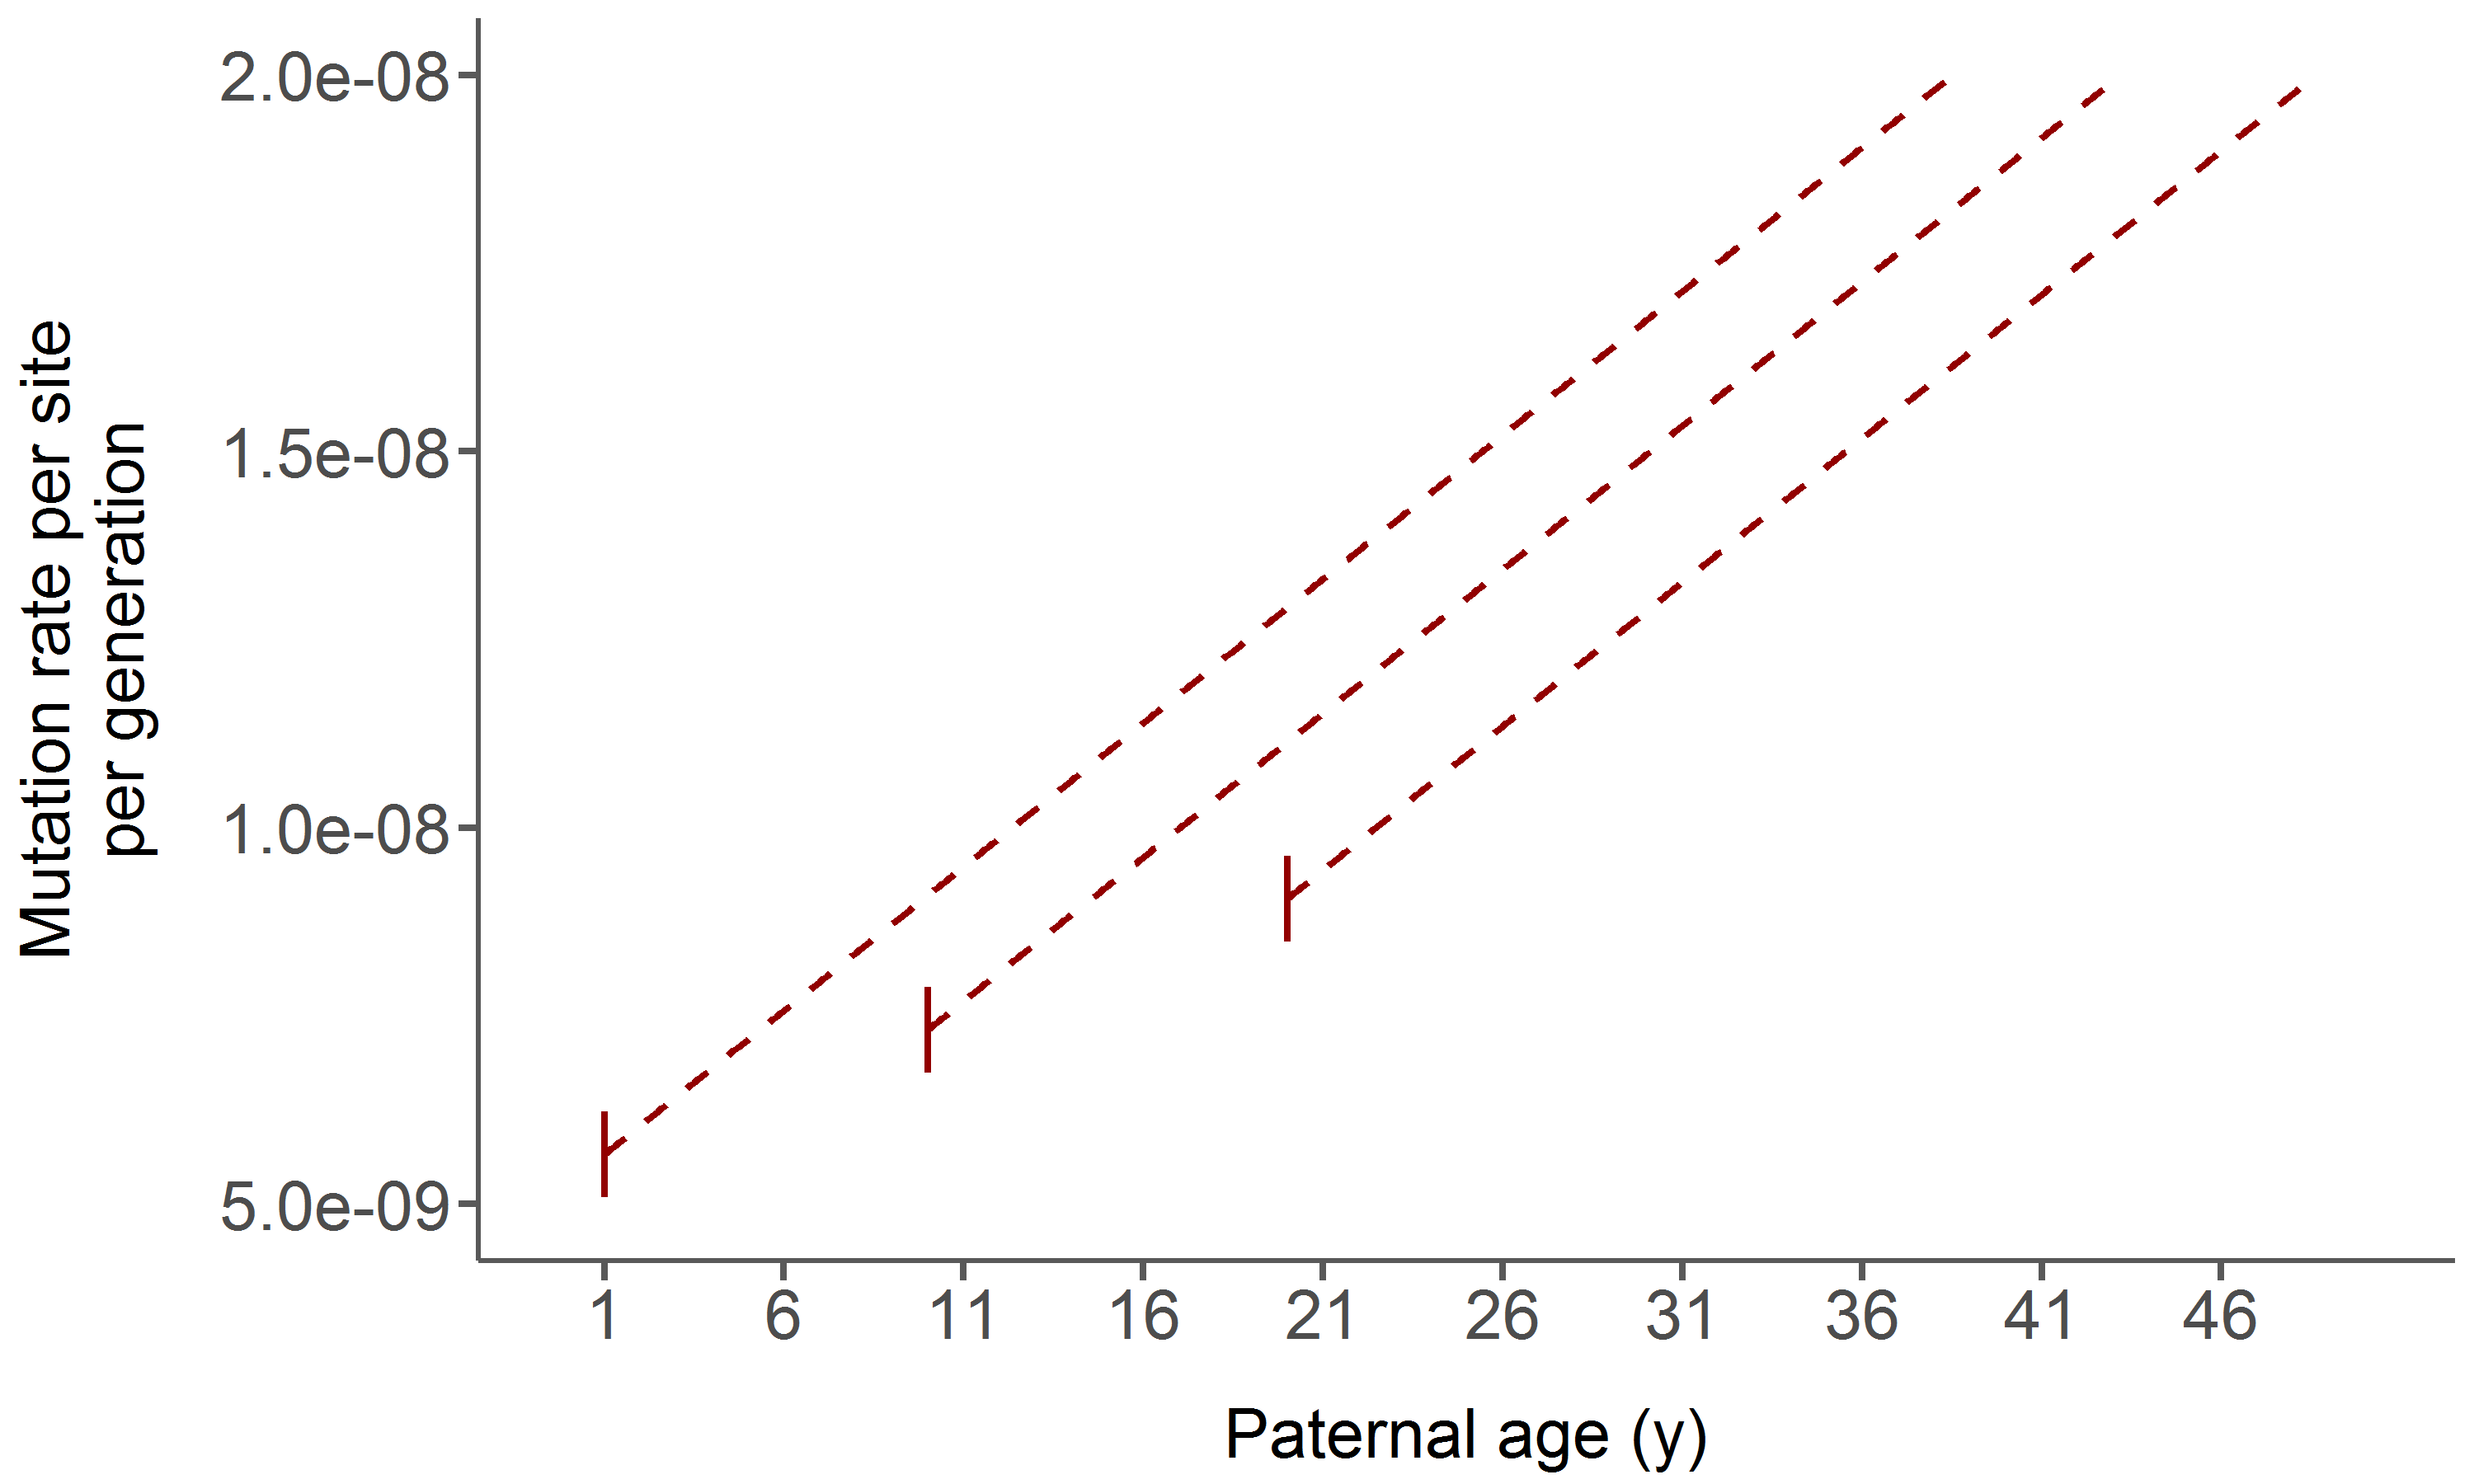 Mutation rate per site
per generation
2.0e-08
1.5e-08
1.0e-08
5.0e-09
1 6 11 16 21 26 31 36 41 46
Paternal age (y)